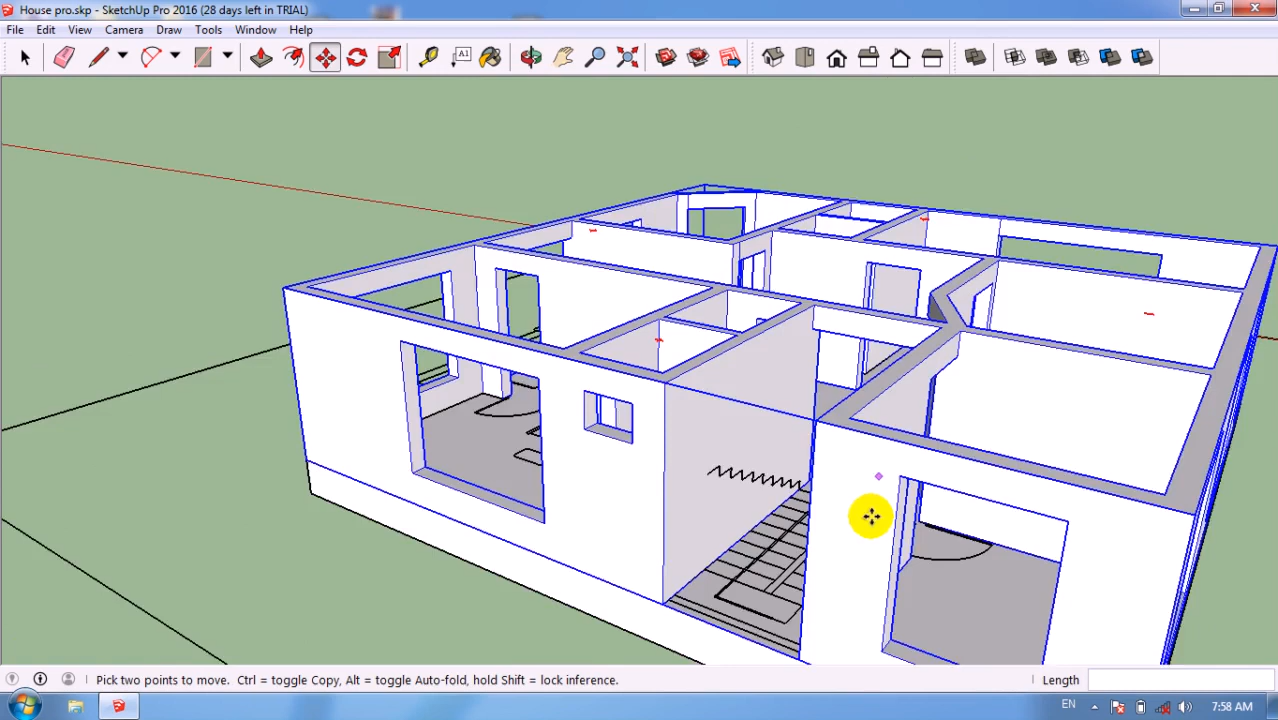 House pro.skp - SketchUp Pro 2016 (28 days left in TRIAL)
File Edit View Camera Draw Tools Window Help
A1
Pick two points to move. Ctrl = toggle Copy, Alt = toggle Auto-fold, hold Shift = lock inference.
Length
EN
7:58 AM